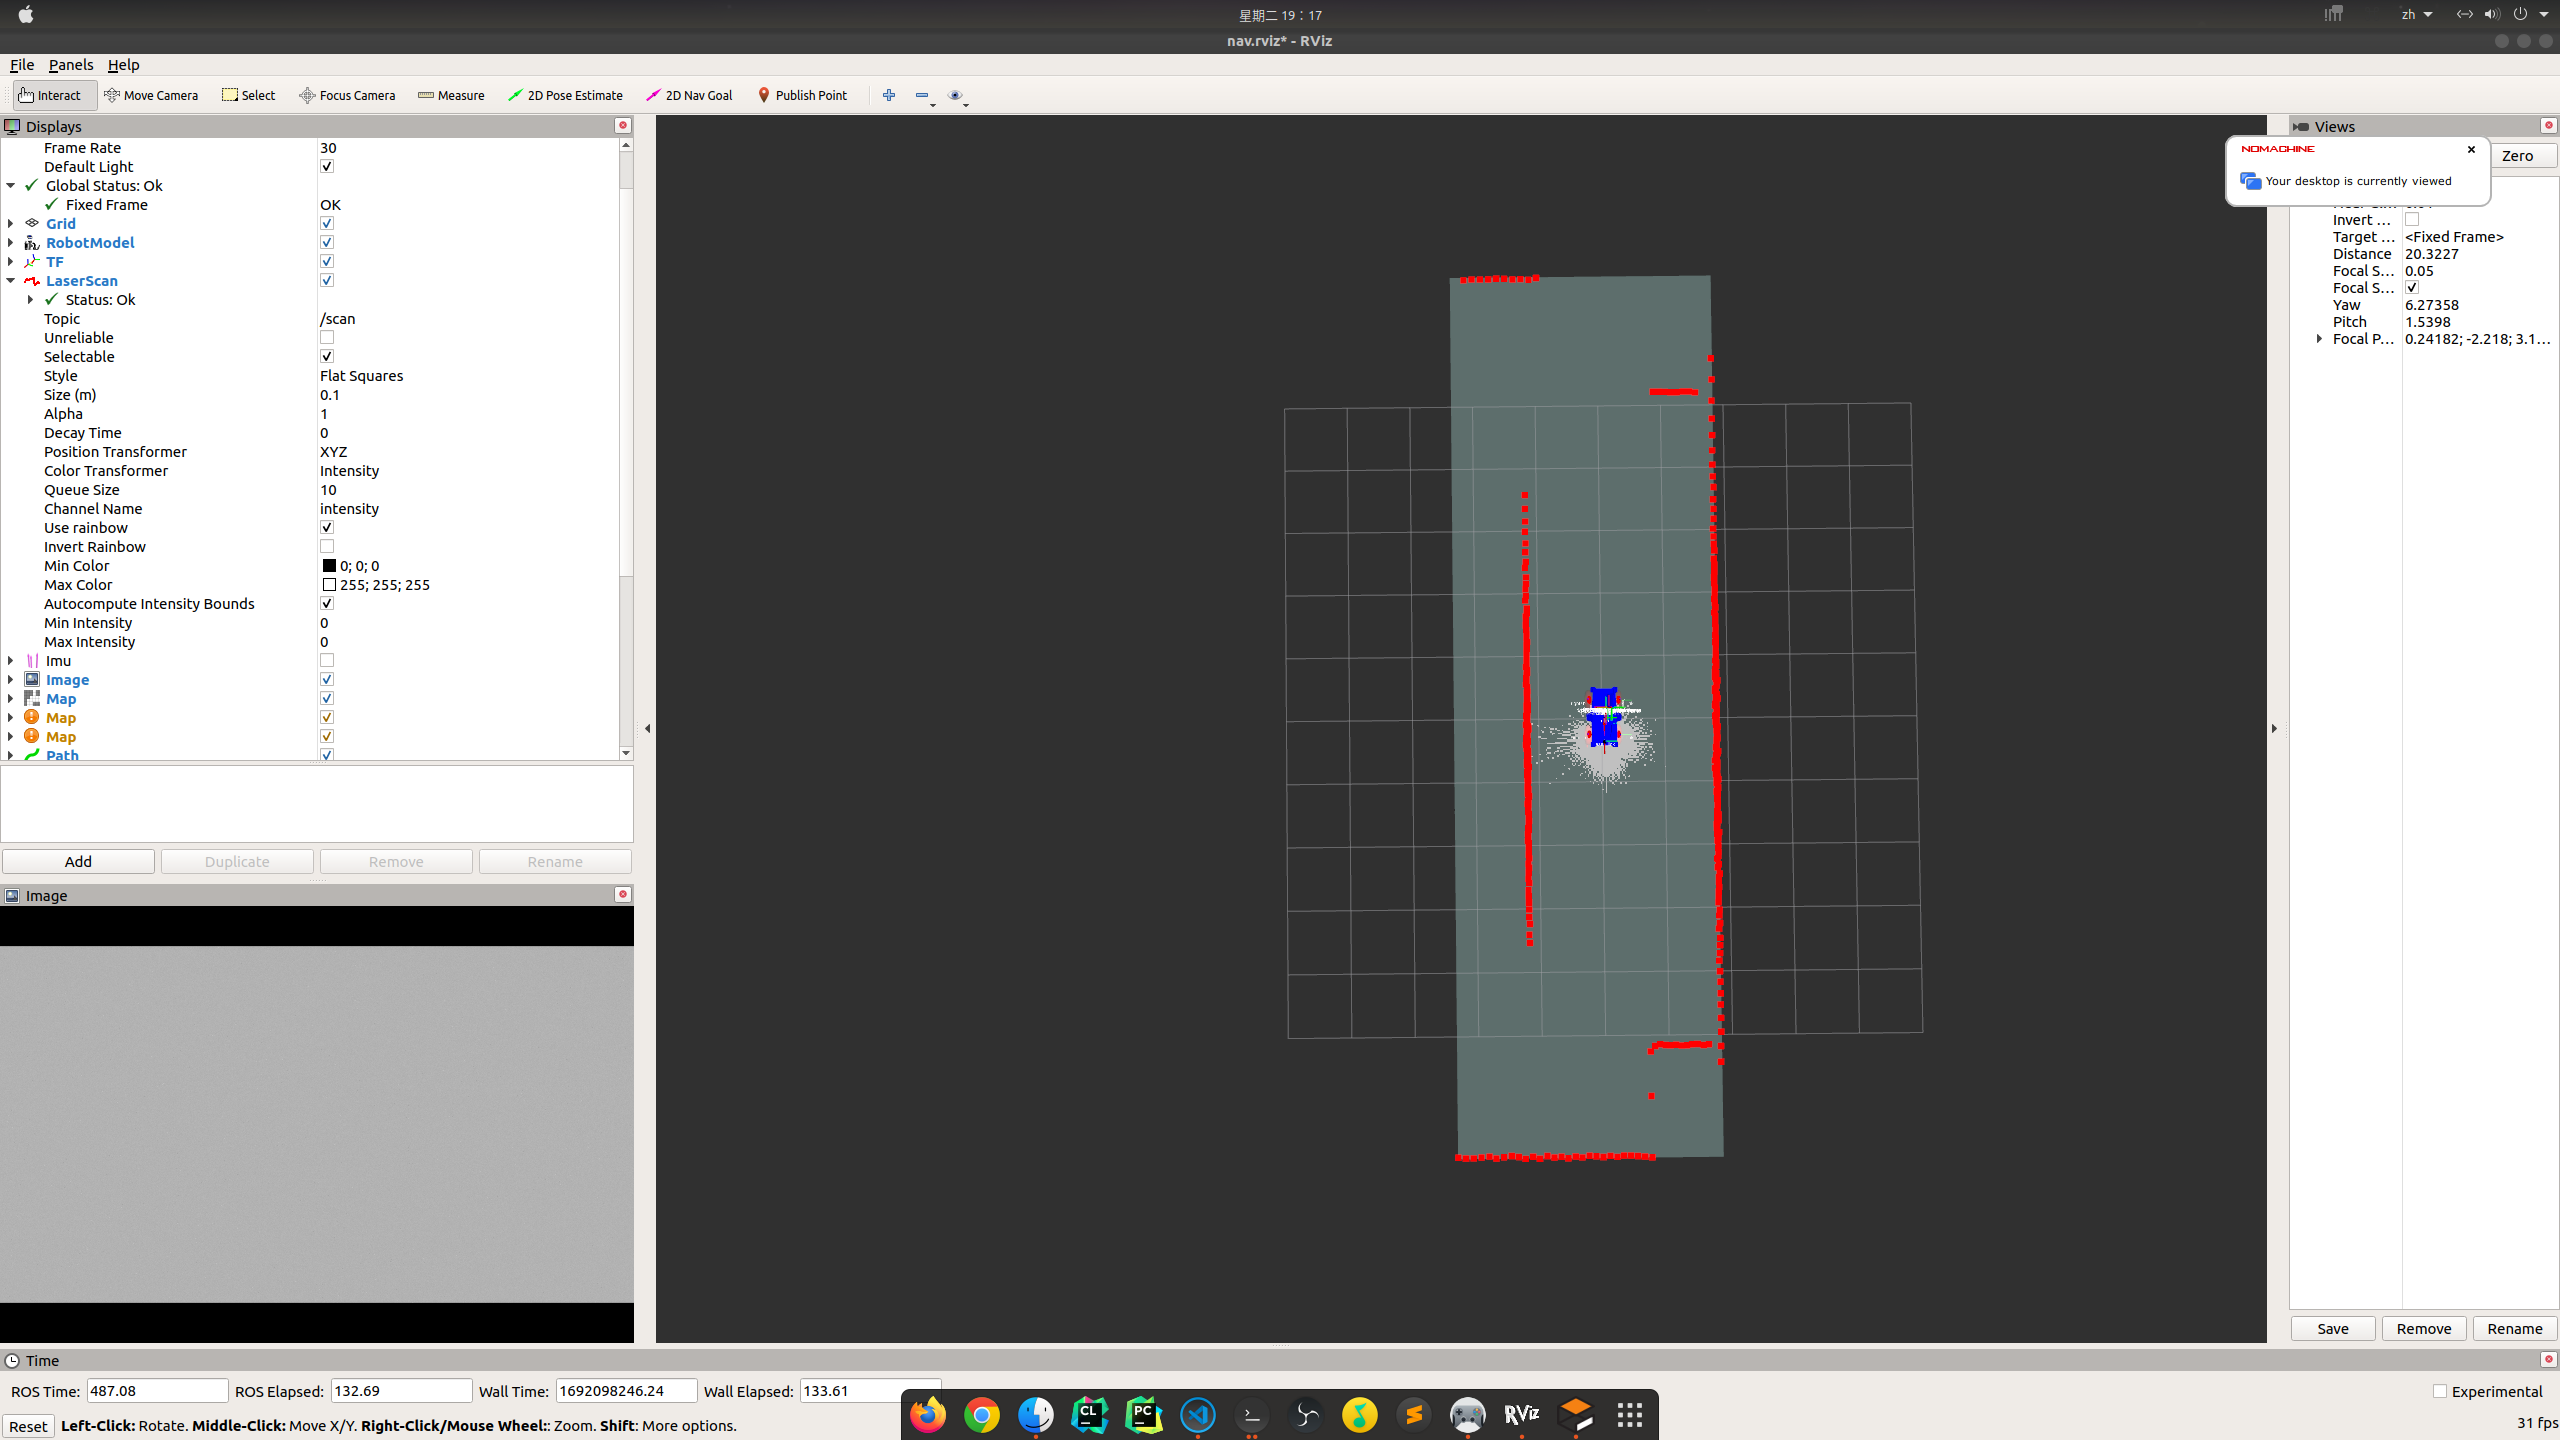 星期二 19：17
zh
nav.rviz* - RViz
File Panels Help
Interact Move Camera Select Focus Camera Measure 2D Pose Estimate 2D Nav Goal Publish Point
Displays
Frame Rate 30
Default Light
Global Status: Ok
Fixed Frame OK
Grid
RobotModel
TF
LaserScan
Status: Ok
Topic /scan
Unreliable
Selectable
Style Flat Squares
Size (m) 0.1
Alpha 1
Decay Time 0
Position Transformer XYZ
Color Transformer Intensity
Queue Size 10
Channel Name intensity
Use rainbow
Invert Rainbow
Min Color 0; 0; 0
Max Color 255; 255; 255
Autocompute Intensity Bounds
Min Intensity 0
Max Intensity 0
Imu
Image
Map
Map
Map
Path
Add Duplicate Remove Rename
Image
Views
Zero
NOMACHINE
Your desktop is currently viewed
Invert ...
Target ... <Fixed Frame>
Distance 20.3227
Focal S... 0.05
Focal S...
Yaw 6.27358
Pitch 1.5398
Focal P... 0.24182; -2.218; 3.1...
Save Remove Rename
Time
ROS Time: 487.08 ROS Elapsed: 132.69 Wall Time: 1692098246.24 Wall Elapsed: 133.61
Experimental
Reset Left-Click: Rotate. Middle-Click: Move X/Y. Right-Click/Mouse Wheel:: Zoom. Shift: More options.
31 fps
CL PC RViz